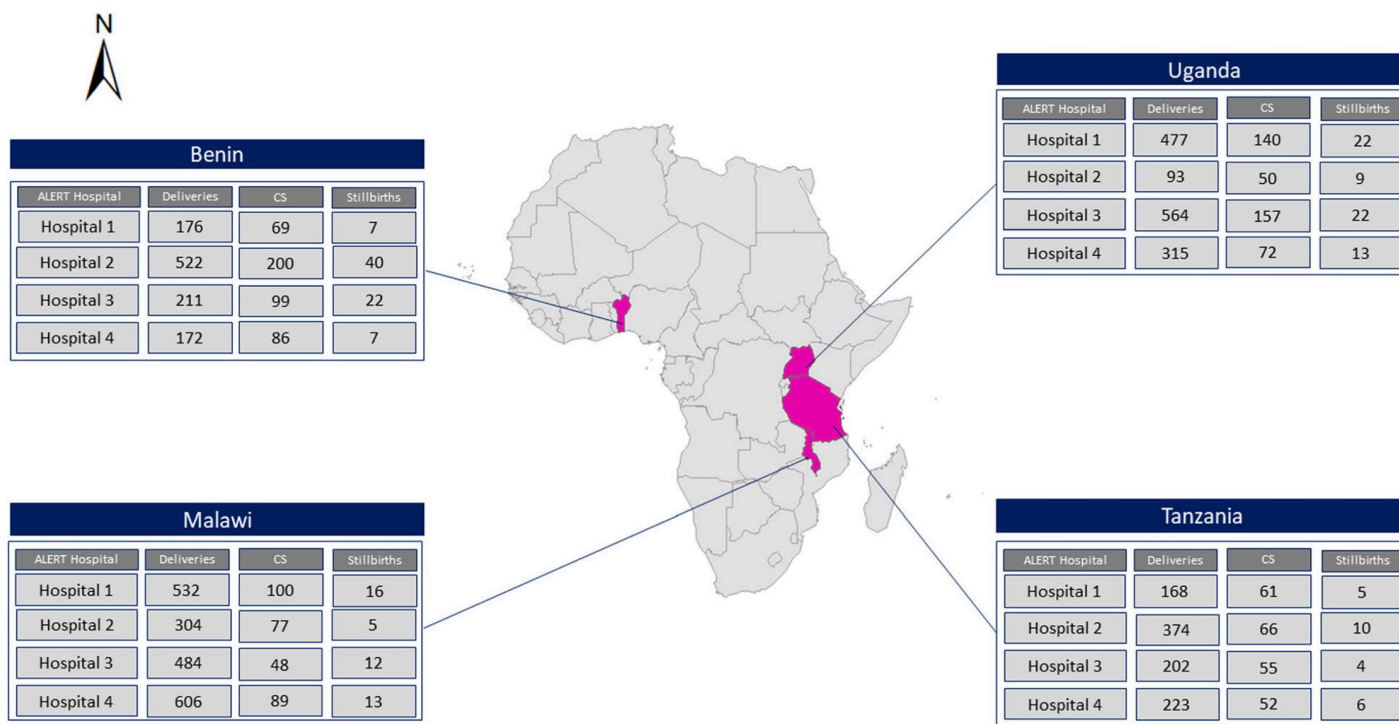 N
Benin
ALERT Hospital Deliveries CS Stillbirths
Hospital 1 176 69 7
Hospital 2 522 200 40
Hospital 3 211 99 22
Hospital 4 172 86 7
Uganda
ALERT Hospital Deliveries CS Stillbirths
Hospital 1 477 140 22
Hospital 2 93 50 9
Hospital 3 564 157 22
Hospital 4 315 72 13
Malawi
ALERT Hospital Deliveries CS Stillbirths
Hospital 1 532 100 16
Hospital 2 304 77 5
Hospital 3 484 48 12
Hospital 4 606 89 13
Tanzania
ALERT Hospital Deliveries CS Stillbirths
Hospital 1 168 61 5
Hospital 2 374 66 10
Hospital 3 202 55 4
Hospital 4 223 52 6